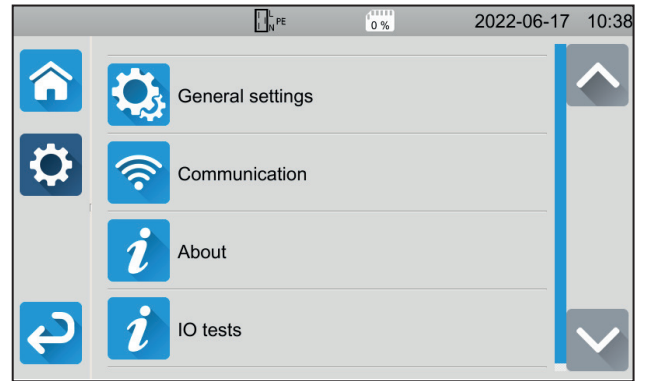 L
N PE
0 %
2022-06-17 10:38
General settings
Communication
About
IO tests